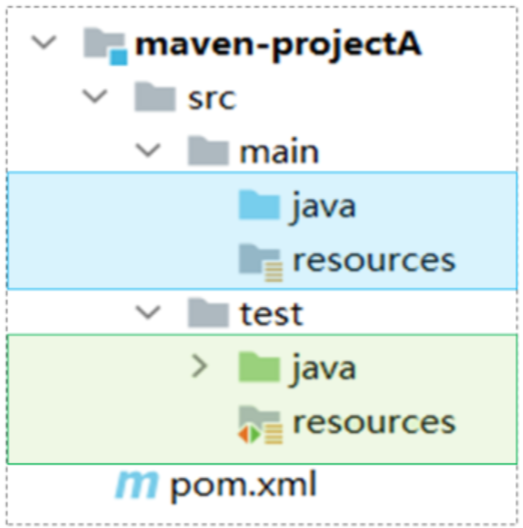 maven-projectA
src
main
java
resources
test
java
resources
pom.xml